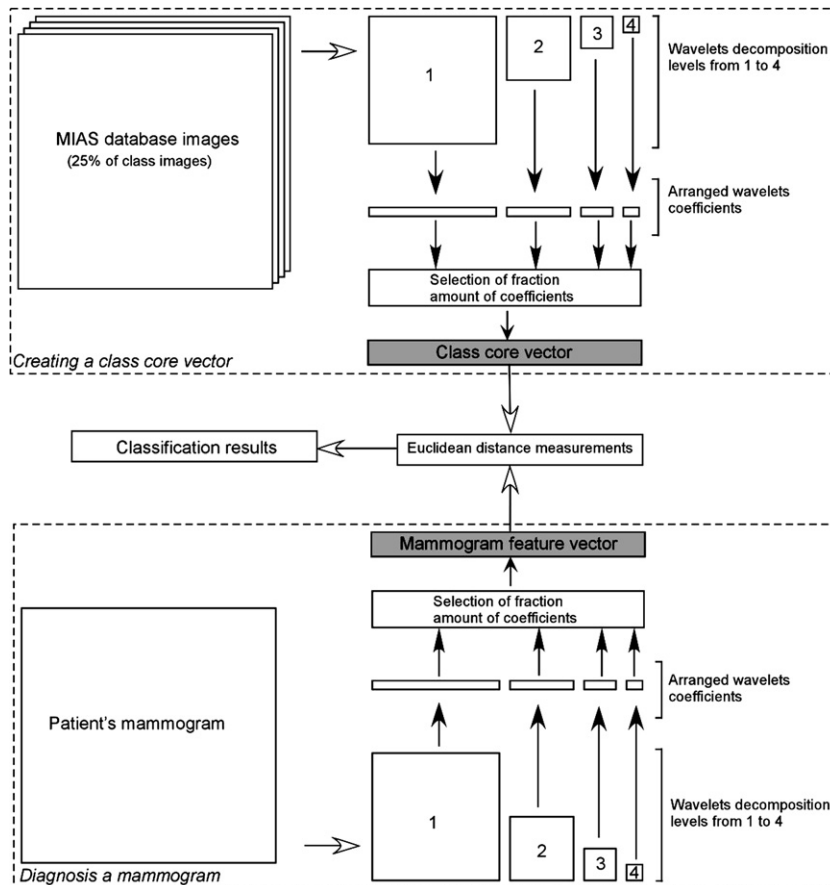 MIAS database images
(25% of class images)
1
2
3
4
Wavelets decomposition
levels from 1 to 4
Arranged wavelets
coefficients
Selection of fraction
amount of coefficients
Class core vector
Creating a class core vector
Classification results
Euclidean distance measurements
Mammogram feature vector
Selection of fraction
amount of coefficients
Arranged wavelets
coefficients
Patient's mammogram
1
2
3
4
Wavelets decomposition
levels from 1 to 4
Diagnosis a mammogram